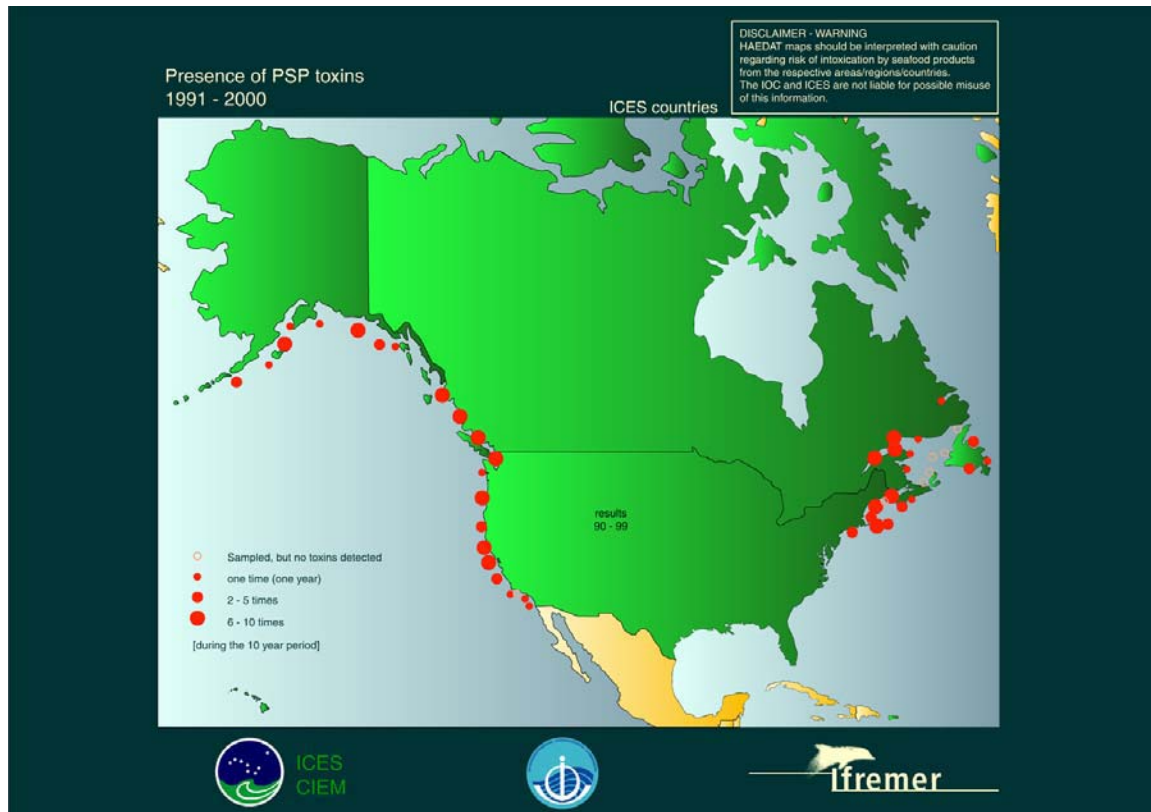 DISCLAIMER - WARNING
HAEDAT maps should be interpreted with caution
regarding risk of intoxication by seafood products
from the respective areas/regions/countries.
The IOC and ICES are not liable for possible misuse
of this information.
Presence of PSP toxins
1991 - 2000
ICES countries
results
90 - 99
Sampled, but no toxins detected
one time (one year)
2 - 5 times
6 - 10 times
[during the 10 year period]
ICES
CIEM
Ifremer